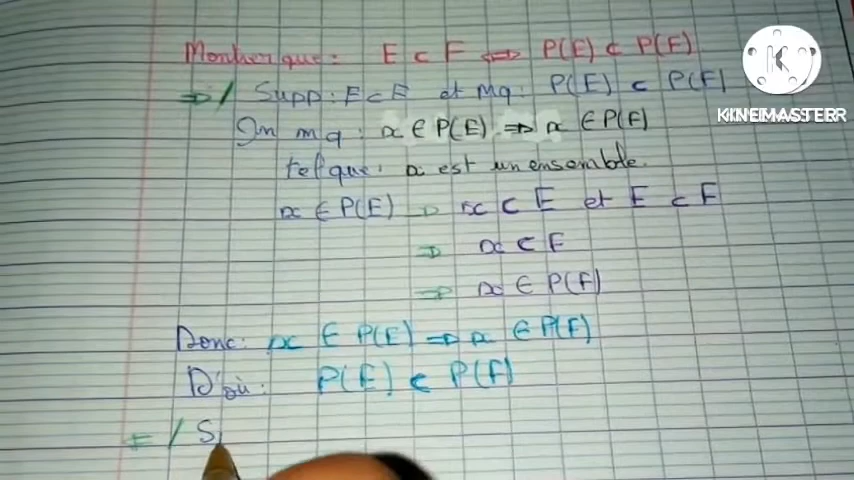 Montrer que: E ⊂ F ⟺ P(E) ⊂ P(F)
⇒/ Supp: E ⊂ F et Mq: P(E) ⊂ P(F)
On mq: x ∈ P(E) ⇒ x ∈ P(F)
telque: x est un ensemble.
x ∈ P(E) ⇒ x ⊂ E et E ⊂ F
⇒ x ⊂ F
⇒ x ∈ P(F)
Donc: x ∈ P(E) ⇒ x ∈ P(F)
D'où: P(E) ⊂ P(F)
⇐/ S
KINEMASTER